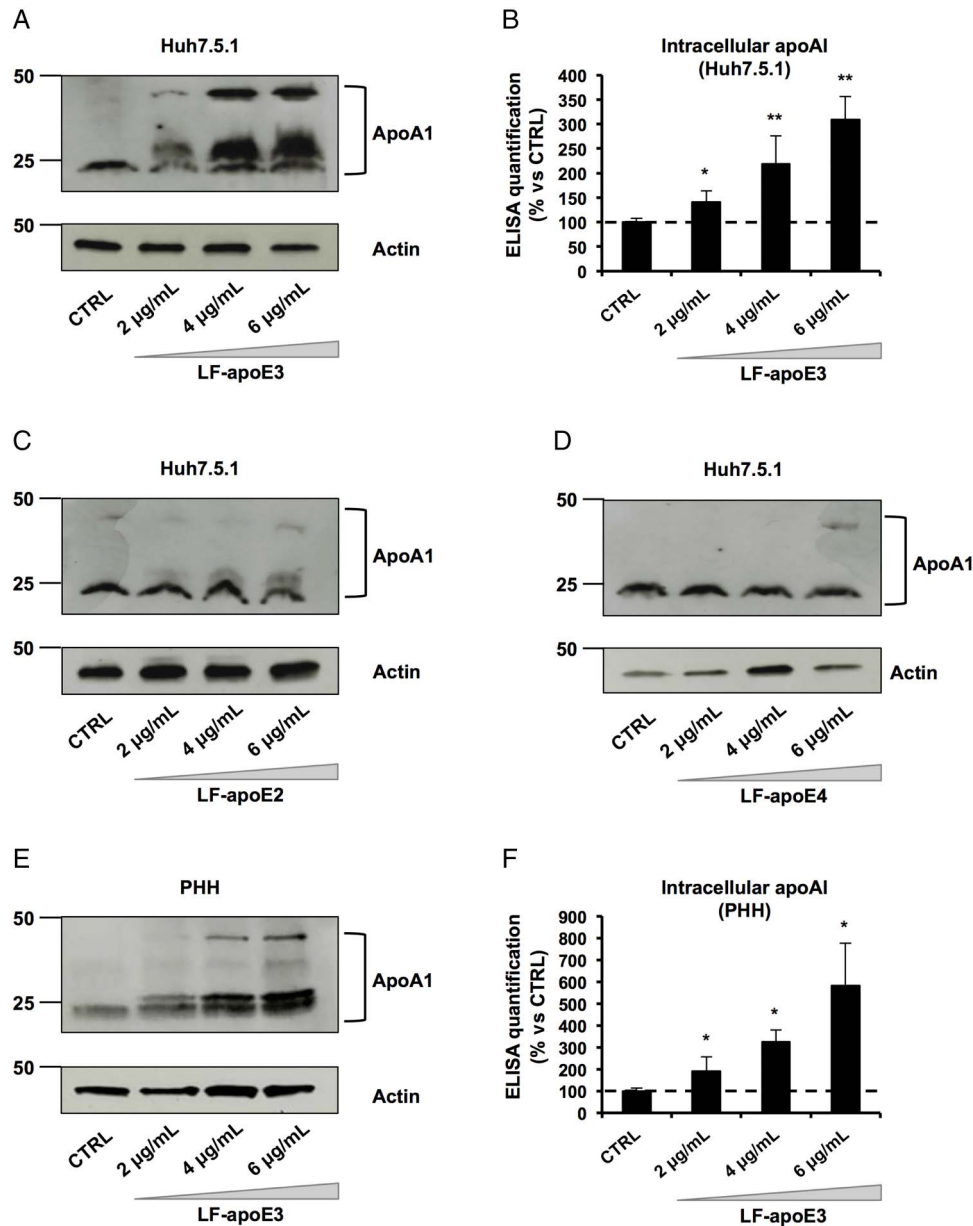 A
Huh7.5.1
50
25
ApoA1
50
Actin
CTRL
2 µg/mL
4 µg/mL
6 µg/mL
LF-apoE3
B
Intracellular apoAI
(Huh7.5.1)
ELISA quantification
(% vs CTRL)
400
350
300
250
200
150
100
50
0
*
**
**
CTRL
2 µg/mL
4 µg/mL
6 µg/mL
LF-apoE3
C
Huh7.5.1
50
25
ApoA1
50
Actin
CTRL
2 µg/mL
4 µg/mL
6 µg/mL
LF-apoE2
D
Huh7.5.1
50
25
ApoA1
50
Actin
CTRL
2 µg/mL
4 µg/mL
6 µg/mL
LF-apoE4
E
PHH
50
25
ApoA1
50
Actin
CTRL
2 µg/mL
4 µg/mL
6 µg/mL
LF-apoE3
F
Intracellular apoAI
(PHH)
ELISA quantification
(% vs CTRL)
900
800
700
600
500
400
300
200
100
0
*
*
*
CTRL
2 µg/mL
4 µg/mL
6 µg/mL
LF-apoE3